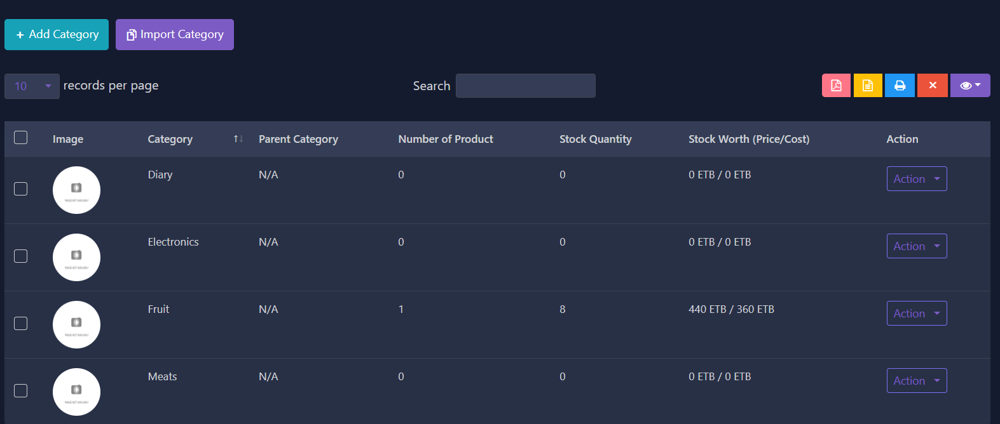 + Add Category
Import Category
10 records per page
Search
Image Category Parent Category Number of Product Stock Quantity Stock Worth (Price/Cost) Action
Diary N/A 0 0 0 ETB / 0 ETB Action
Electronics N/A 0 0 0 ETB / 0 ETB Action
Fruit N/A 1 8 440 ETB / 360 ETB Action
Meats N/A 0 0 0 ETB / 0 ETB Action